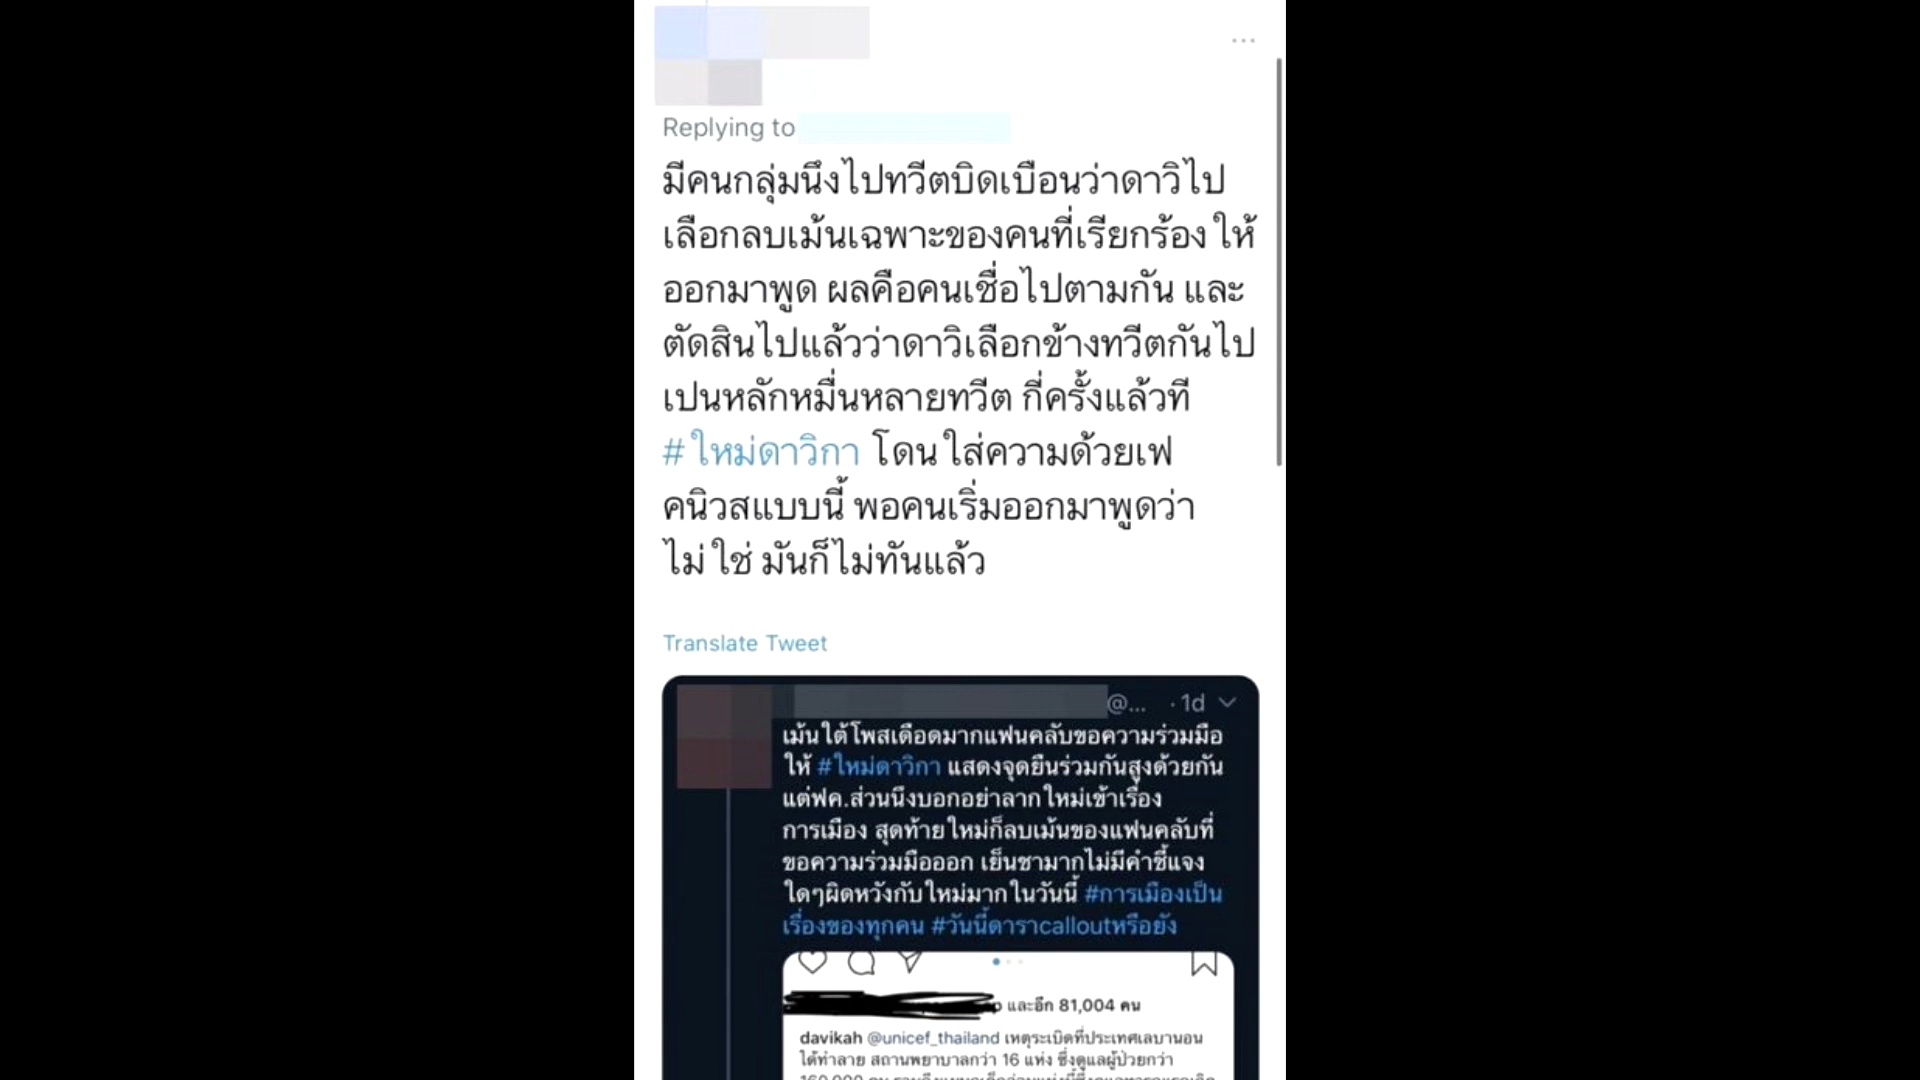 Replying to
มีคนกลุ่มนึงไปทวีตบิดเบือนว่าดาวิไป
เลือกลบเม้นเฉพาะของคนที่เรียกร้องให้
ออกมาพูด ผลคือคนเชื่อไปตามกัน และ
ตัดสินไปแล้วว่าดาวิเลือกข้างทวีตกันไป
เปนหลักหมื่นหลายทวีต กี่ครั้งแล้วที
#ใหม่ดาวิกา โดนใส่ความด้วยเฟ
คนิวสแบบนี้ พอคนเริ่มออกมาพูดว่า
ไม่ใช่ มันก็ไม่ทันแล้ว
Translate Tweet
@... · 1d
เม้นใต้โพสเดือดมากแฟนคลับขอความร่วมมือ
ให้ #ใหม่ดาวิกา แสดงจุดยืนร่วมกันสูงด้วยกัน
แต่ฟค.ส่วนนึงบอกอย่าลากใหม่เข้าเรื่อง
การเมือง สุดท้ายใหม่ก็ลบเม้นของแฟนคลับที่
ขอความร่วมมือออก เย็นชามากไม่มีคำชี้แจง
ใดๆผิดหวังกับใหม่มากในวันนี้ #การเมืองเป็น
เรื่องของทุกคน #วันนี้ดาราcalloutหรือยัง
และอีก 81,004 คน
davikah @unicef_thailand เหตุระเบิดที่ประเทศเลบานอน
ได้ทำลาย สถานพยาบาลกว่า 16 แห่ง ซึ่งดูแลผู้ป่วยกว่า